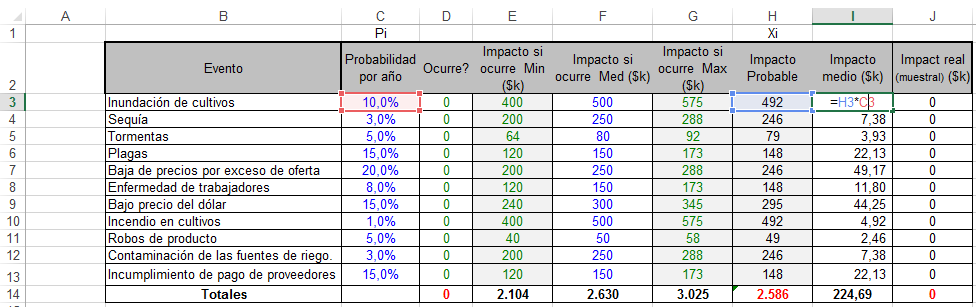 A B C D E F G H I J
1 Pi Xi
2 Evento Probabilidad por año Ocurre? Impacto si ocurre Min ($k) Impacto si ocurre Med ($k) Impacto si ocurre Max ($k) Impacto Probable Impacto medio ($k) Impact real (muestral) ($k)
3 Inundación de cultivos 10,0% 0 400 500 575 492 =H3*C3 0
4 Sequía 3,0% 0 200 250 288 246 7,38 0
5 Tormentas 5,0% 0 64 80 92 79 3,93 0
6 Plagas 15,0% 0 120 150 173 148 22,13 0
7 Baja de precios por exceso de oferta 20,0% 0 200 250 288 246 49,17 0
8 Enfermedad de trabajadores 8,0% 0 120 150 173 148 11,80 0
9 Bajo precio del dólar 15,0% 0 240 300 345 295 44,25 0
10 Incendio en cultivos 1,0% 0 400 500 575 492 4,92 0
11 Robos de producto 5,0% 0 40 50 58 49 2,46 0
12 Contaminación de las fuentes de riego. 3,0% 0 200 250 288 246 7,38 0
13 Incumplimiento de pago de proveedores 15,0% 0 120 150 173 148 22,13 0
14 Totales 0 2.104 2.630 3.025 2.586 224,69 0